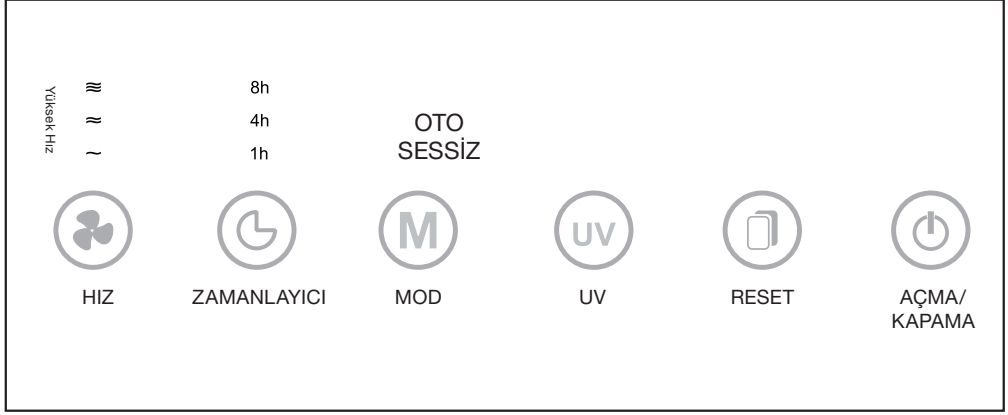 Yüksek Hız
≋ 8h
≈ 4h
~ 1h
OTO
SESSİZ
M
UV
HIZ
ZAMANLAYICI
MOD
UV
RESET
AÇMA/
KAPAMA